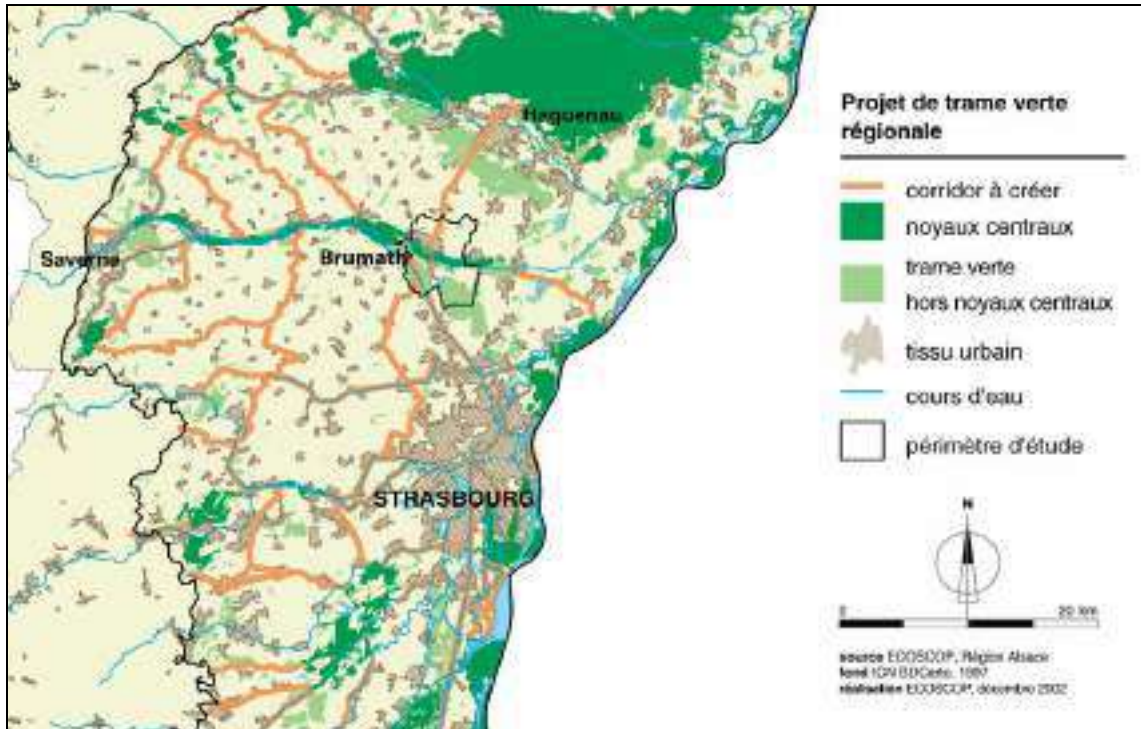 Haguenau
Saverne
Brumath
STRASBOURG
Projet de trame verte
régionale
corridor à créer
noyaux centraux
trame verte
hors noyaux centraux
tissu urbain
cours d'eau
périmètre d'étude
N
0 20 km
source ECOSCOP, Région Alsace
fond IGN BDCarto, 1997
réalisation ECOSCOP, décembre 2002